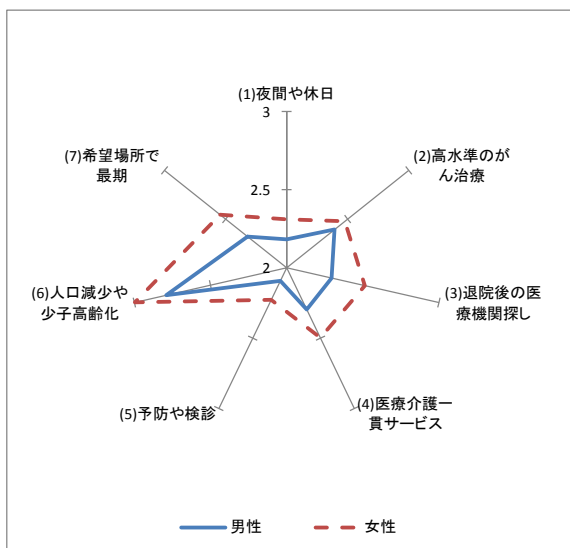 (1)夜間や休日
3
(7)希望場所で
最期
(2)高水準のが
ん治療
2.5
2
(6)人口減少や
少子高齢化
(3)退院後の医
療機関探し
(5)予防や検診
(4)医療介護一
貫サービス
男性
女性